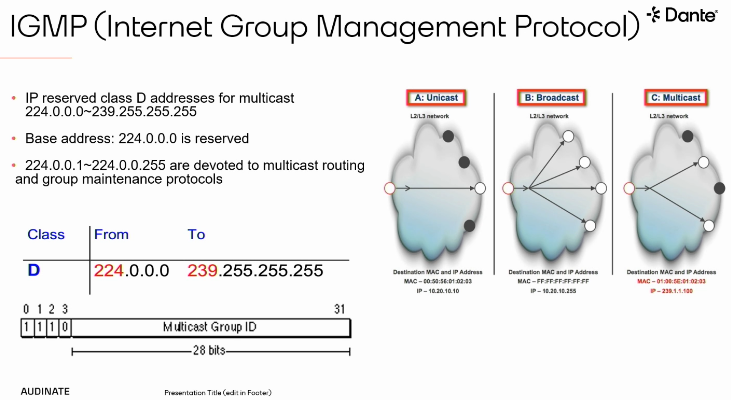 IGMP (Internet Group Management Protocol)
Dante
• IP reserved class D addresses for multicast
224.0.0.0~239.255.255.255
• Base address: 224.0.0.0 is reserved
• 224.0.0.1~224.0.0.255 are devoted to multicast routing
and group maintenance protocols
Class From To
D 224.0.0.0 239.255.255.255
0 1 2 3 31
1 1 1 0 Multicast Group ID
28 bits
A: Unicast
L2/L3 network
Destination MAC and IP Address
MAC – 00:50:56:01:02:03
IP – 10.20.10.10
B: Broadcast
L2/L3 network
Destination MAC and IP Address
MAC – FF:FF:FF:FF:FF:FF
IP – 10.20.10.255
C: Multicast
L2/L3 network
Destination MAC and IP Address
MAC – 01:00:5E:01:02:03
IP – 239.1.1.100
AUDINATE
Presentation Title (edit in Footer)